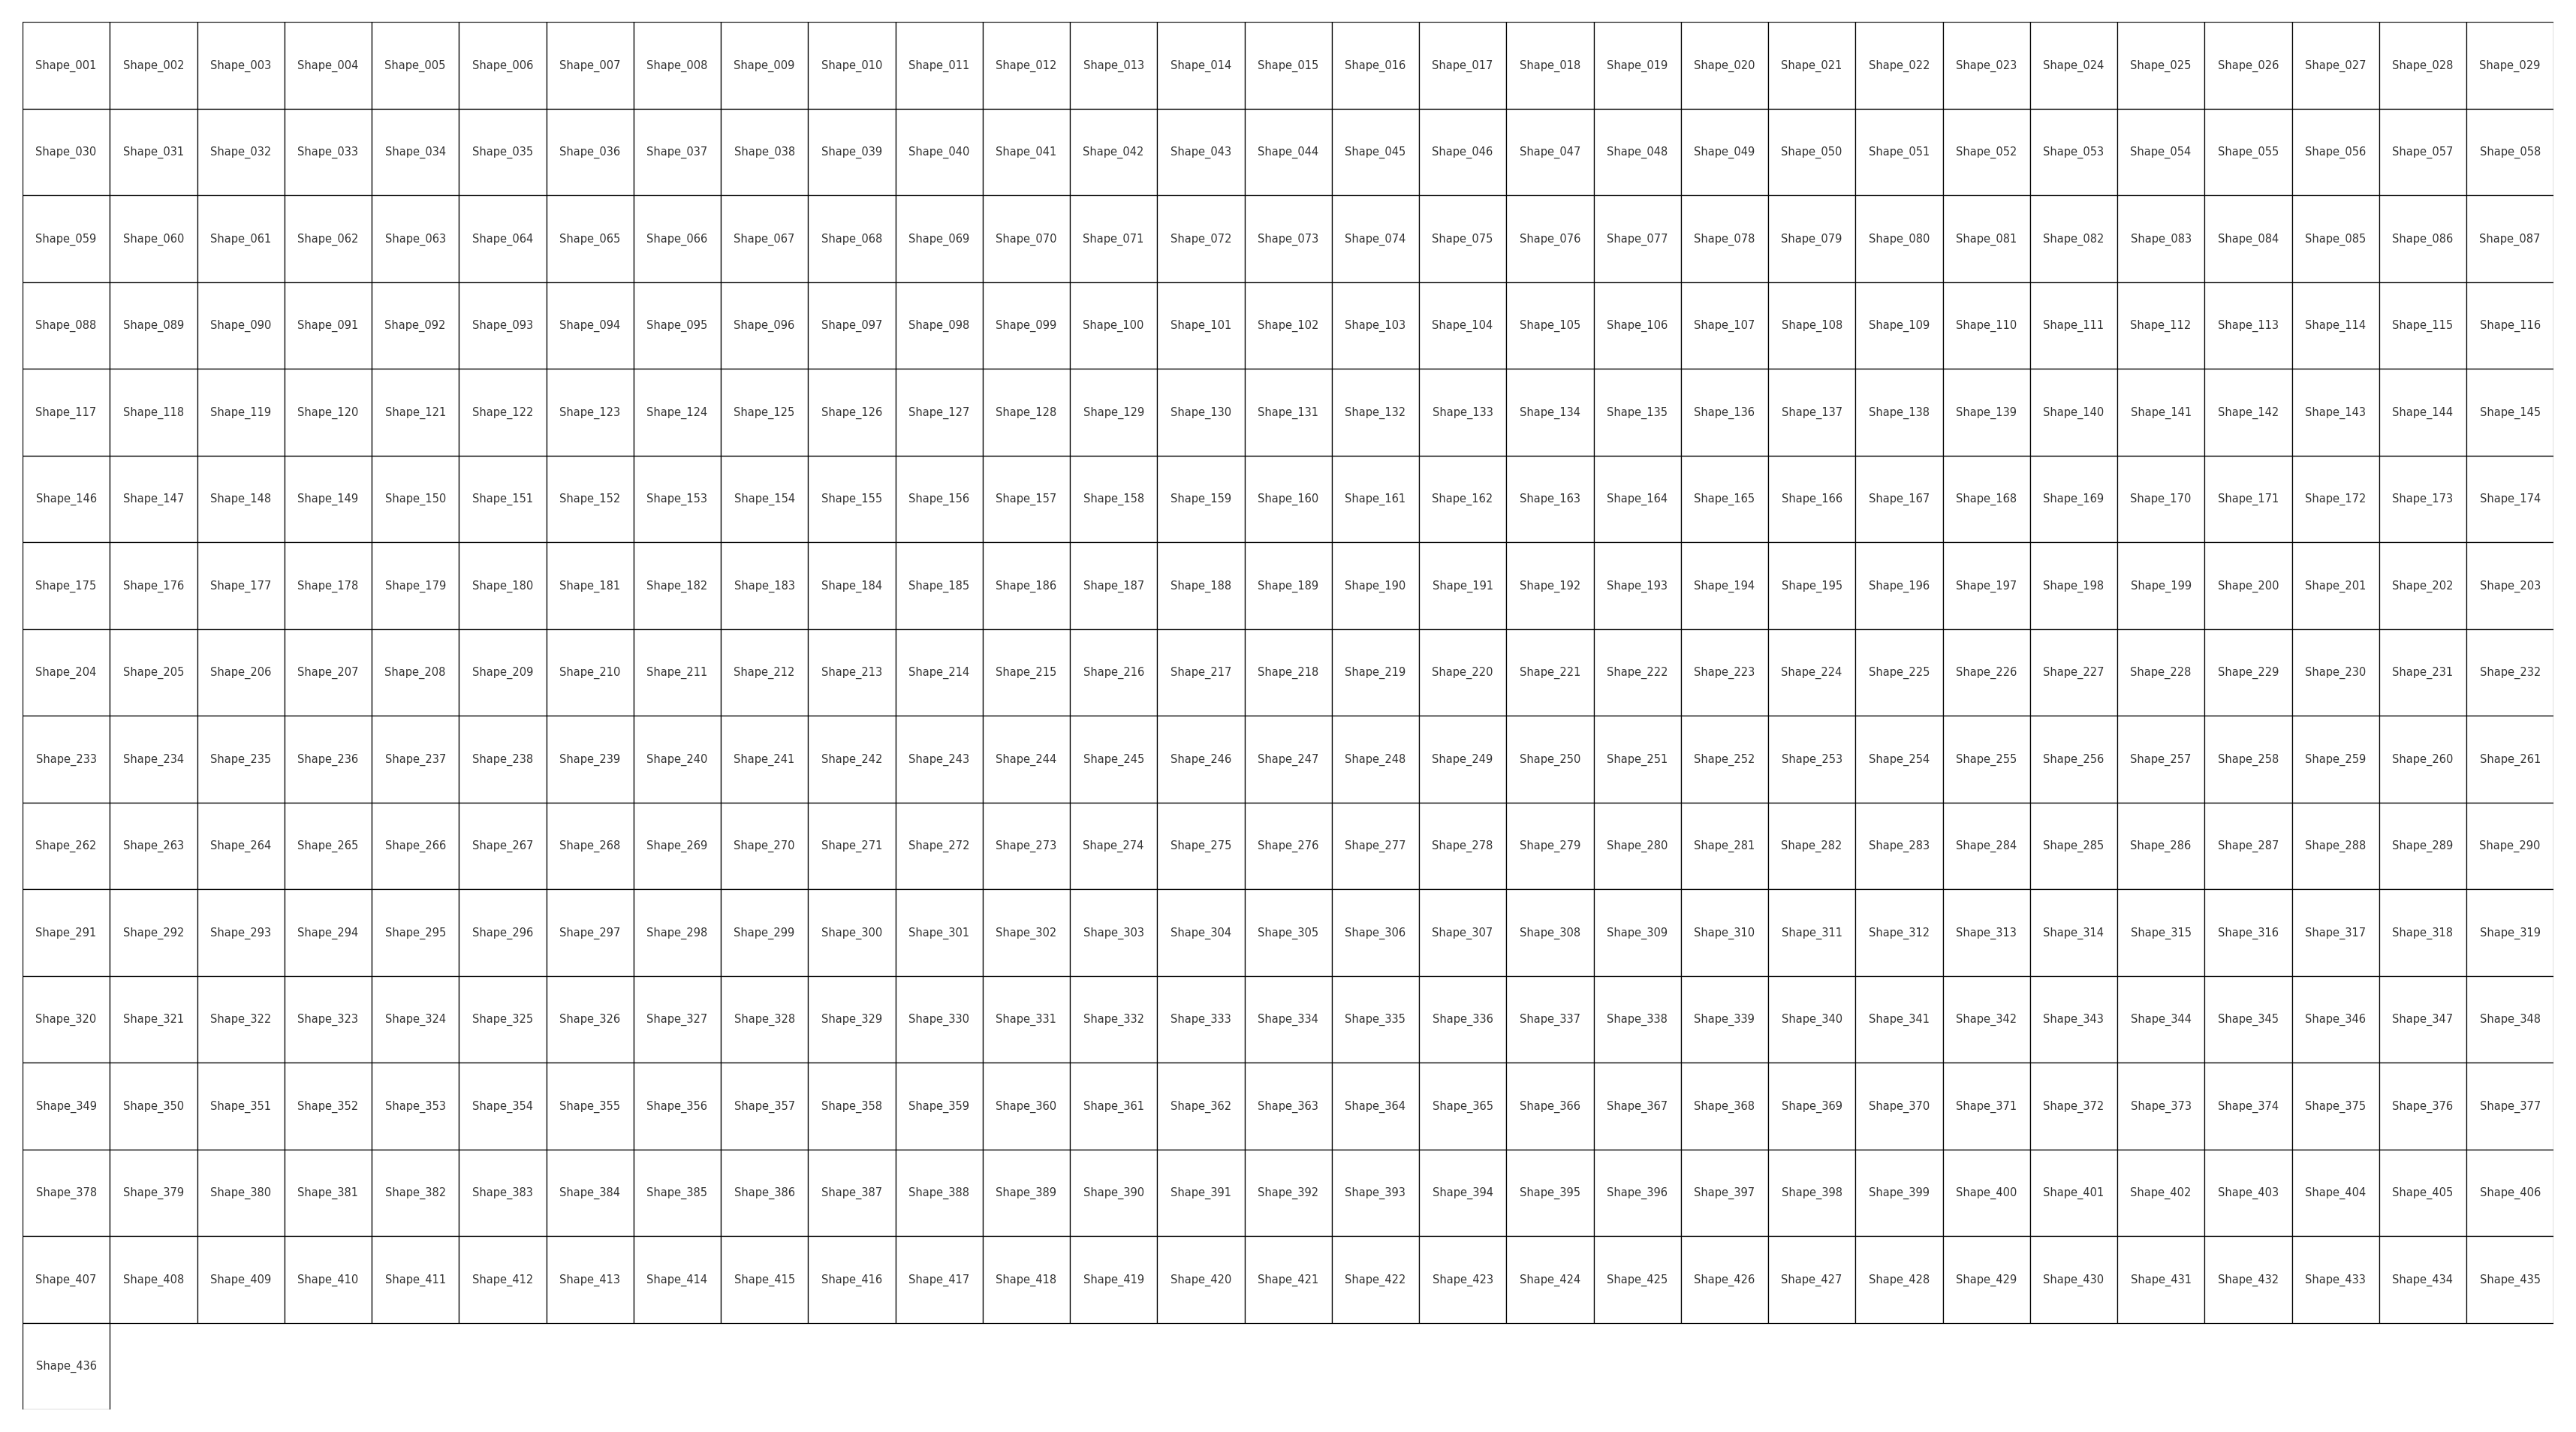 Shape_001 Shape_002 Shape_003 Shape_004 Shape_005 Shape_006 Shape_007 Shape_008 Shape_009 Shape_010 Shape_011 Shape_012 Shape_013 Shape_014 Shape_015 Shape_016 Shape_017 Shape_018 Shape_019 Shape_020 Shape_021 Shape_022 Shape_023 Shape_024 Shape_025 Shape_026 Shape_027 Shape_028 Shape_029
Shape_030 Shape_031 Shape_032 Shape_033 Shape_034 Shape_035 Shape_036 Shape_037 Shape_038 Shape_039 Shape_040 Shape_041 Shape_042 Shape_043 Shape_044 Shape_045 Shape_046 Shape_047 Shape_048 Shape_049 Shape_050 Shape_051 Shape_052 Shape_053 Shape_054 Shape_055 Shape_056 Shape_057 Shape_058
Shape_059 Shape_060 Shape_061 Shape_062 Shape_063 Shape_064 Shape_065 Shape_066 Shape_067 Shape_068 Shape_069 Shape_070 Shape_071 Shape_072 Shape_073 Shape_074 Shape_075 Shape_076 Shape_077 Shape_078 Shape_079 Shape_080 Shape_081 Shape_082 Shape_083 Shape_084 Shape_085 Shape_086 Shape_087
Shape_088 Shape_089 Shape_090 Shape_091 Shape_092 Shape_093 Shape_094 Shape_095 Shape_096 Shape_097 Shape_098 Shape_099 Shape_100 Shape_101 Shape_102 Shape_103 Shape_104 Shape_105 Shape_106 Shape_107 Shape_108 Shape_109 Shape_110 Shape_111 Shape_112 Shape_113 Shape_114 Shape_115 Shape_116
Shape_117 Shape_118 Shape_119 Shape_120 Shape_121 Shape_122 Shape_123 Shape_124 Shape_125 Shape_126 Shape_127 Shape_128 Shape_129 Shape_130 Shape_131 Shape_132 Shape_133 Shape_134 Shape_135 Shape_136 Shape_137 Shape_138 Shape_139 Shape_140 Shape_141 Shape_142 Shape_143 Shape_144 Shape_145
Shape_146 Shape_147 Shape_148 Shape_149 Shape_150 Shape_151 Shape_152 Shape_153 Shape_154 Shape_155 Shape_156 Shape_157 Shape_158 Shape_159 Shape_160 Shape_161 Shape_162 Shape_163 Shape_164 Shape_165 Shape_166 Shape_167 Shape_168 Shape_169 Shape_170 Shape_171 Shape_172 Shape_173 Shape_174
Shape_175 Shape_176 Shape_177 Shape_178 Shape_179 Shape_180 Shape_181 Shape_182 Shape_183 Shape_184 Shape_185 Shape_186 Shape_187 Shape_188 Shape_189 Shape_190 Shape_191 Shape_192 Shape_193 Shape_194 Shape_195 Shape_196 Shape_197 Shape_198 Shape_199 Shape_200 Shape_201 Shape_202 Shape_203
Shape_204 Shape_205 Shape_206 Shape_207 Shape_208 Shape_209 Shape_210 Shape_211 Shape_212 Shape_213 Shape_214 Shape_215 Shape_216 Shape_217 Shape_218 Shape_219 Shape_220 Shape_221 Shape_222 Shape_223 Shape_224 Shape_225 Shape_226 Shape_227 Shape_228 Shape_229 Shape_230 Shape_231 Shape_232
Shape_233 Shape_234 Shape_235 Shape_236 Shape_237 Shape_238 Shape_239 Shape_240 Shape_241 Shape_242 Shape_243 Shape_244 Shape_245 Shape_246 Shape_247 Shape_248 Shape_249 Shape_250 Shape_251 Shape_252 Shape_253 Shape_254 Shape_255 Shape_256 Shape_257 Shape_258 Shape_259 Shape_260 Shape_261
Shape_262 Shape_263 Shape_264 Shape_265 Shape_266 Shape_267 Shape_268 Shape_269 Shape_270 Shape_271 Shape_272 Shape_273 Shape_274 Shape_275 Shape_276 Shape_277 Shape_278 Shape_279 Shape_280 Shape_281 Shape_282 Shape_283 Shape_284 Shape_285 Shape_286 Shape_287 Shape_288 Shape_289 Shape_290
Shape_291 Shape_292 Shape_293 Shape_294 Shape_295 Shape_296 Shape_297 Shape_298 Shape_299 Shape_300 Shape_301 Shape_302 Shape_303 Shape_304 Shape_305 Shape_306 Shape_307 Shape_308 Shape_309 Shape_310 Shape_311 Shape_312 Shape_313 Shape_314 Shape_315 Shape_316 Shape_317 Shape_318 Shape_319
Shape_320 Shape_321 Shape_322 Shape_323 Shape_324 Shape_325 Shape_326 Shape_327 Shape_328 Shape_329 Shape_330 Shape_331 Shape_332 Shape_333 Shape_334 Shape_335 Shape_336 Shape_337 Shape_338 Shape_339 Shape_340 Shape_341 Shape_342 Shape_343 Shape_344 Shape_345 Shape_346 Shape_347 Shape_348
Shape_349 Shape_350 Shape_351 Shape_352 Shape_353 Shape_354 Shape_355 Shape_356 Shape_357 Shape_358 Shape_359 Shape_360 Shape_361 Shape_362 Shape_363 Shape_364 Shape_365 Shape_366 Shape_367 Shape_368 Shape_369 Shape_370 Shape_371 Shape_372 Shape_373 Shape_374 Shape_375 Shape_376 Shape_377
Shape_378 Shape_379 Shape_380 Shape_381 Shape_382 Shape_383 Shape_384 Shape_385 Shape_386 Shape_387 Shape_388 Shape_389 Shape_390 Shape_391 Shape_392 Shape_393 Shape_394 Shape_395 Shape_396 Shape_397 Shape_398 Shape_399 Shape_400 Shape_401 Shape_402 Shape_403 Shape_404 Shape_405 Shape_406
Shape_407 Shape_408 Shape_409 Shape_410 Shape_411 Shape_412 Shape_413 Shape_414 Shape_415 Shape_416 Shape_417 Shape_418 Shape_419 Shape_420 Shape_421 Shape_422 Shape_423 Shape_424 Shape_425 Shape_426 Shape_427 Shape_428 Shape_429 Shape_430 Shape_431 Shape_432 Shape_433 Shape_434 Shape_435
Shape_436